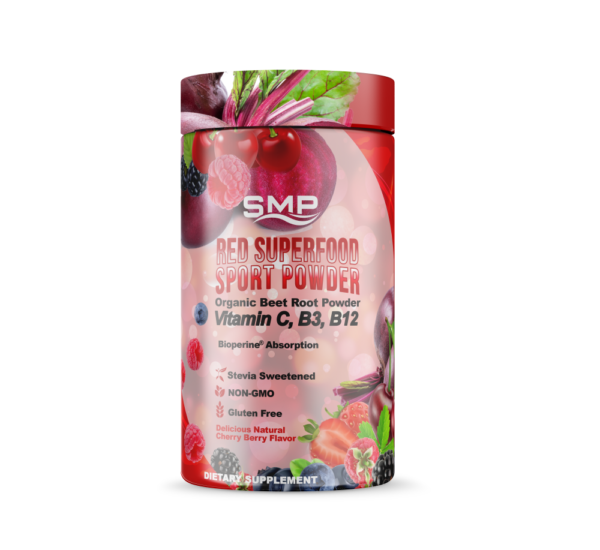 SMP
RED SUPERFOOD
SPORT POWDER
Organic Beet Root Powder
Vitamin C, B3, B12
Bioperine® Absorption
Stevia Sweetened
NON-GMO
Gluten Free
Delicious Natural
Cherry Berry Flavor
DIETARY SUPPLEMENT